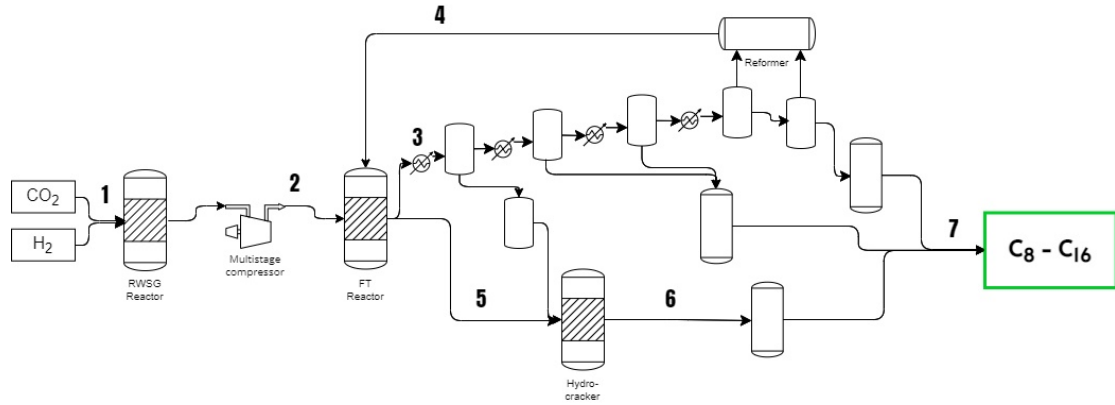 4
Reformer
3
CO2
1
2
H2
Multistage
compressor
RWSG
Reactor
FT
Reactor
5
6
7
C8 - C16
Hydro-
cracker